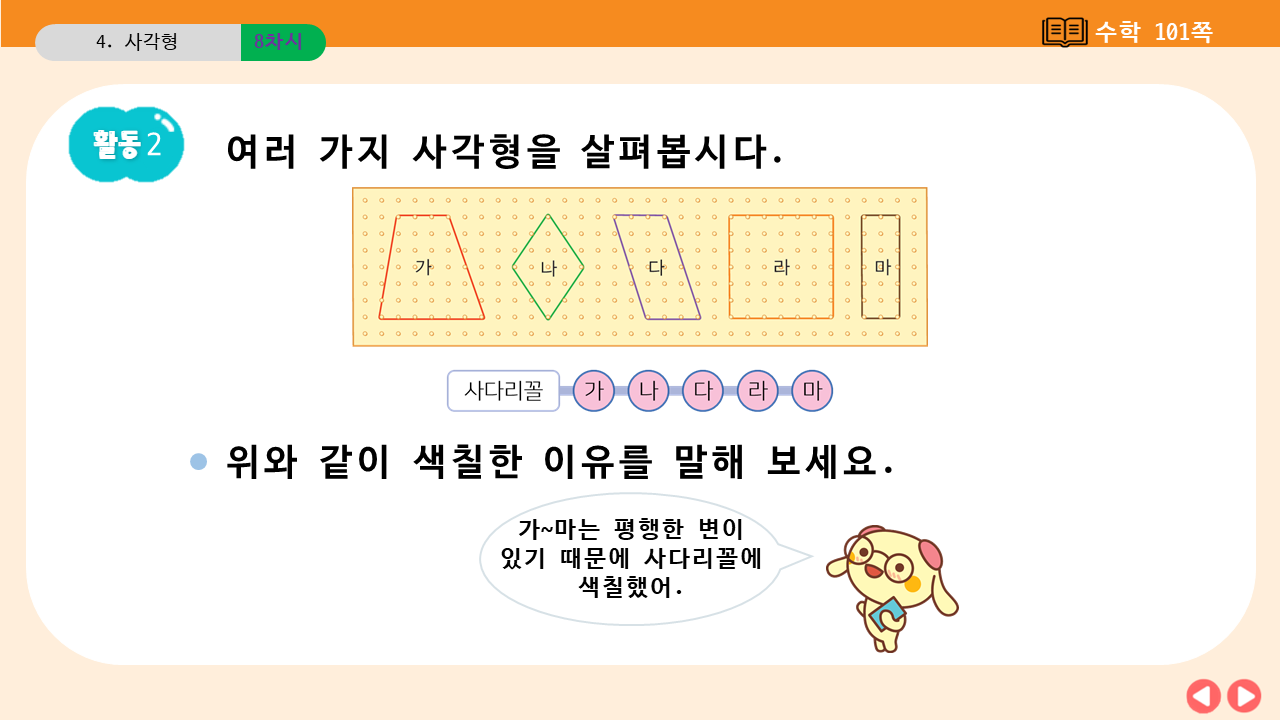 4. 사각형
8차시
수학 101쪽
활동 2
여러 가지 사각형을 살펴봅시다.
가 나 다 라 마
사다리꼴 가 나 다 라 마
위와 같이 색칠한 이유를 말해 보세요.
가~마는 평행한 변이
있기 때문에 사다리꼴에
색칠했어.